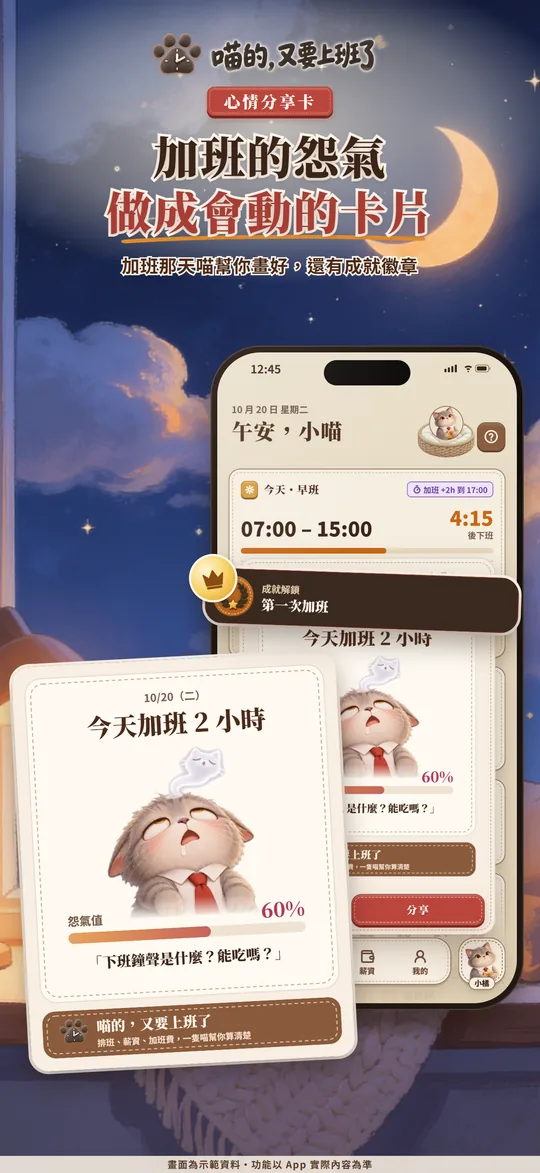 喵的,又要上班了
心情分享卡
加班的怨氣
做成會動的卡片
加班那天喵幫你畫好，還有成就徽章
12:45
10 月 20 日 星期二
午安，小喵
今天・早班
加班 +2h 到 17:00
07:00 – 15:00
4:15
後下班
成就解鎖
第一次加班
今天加班 2 小時
60%
是什麼？能吃嗎？」
上班了
幫你算清楚
分享
薪資
我的
小橘
10/20（二）
今天加班 2 小時
怨氣值
60%
「下班鐘聲是什麼？能吃嗎？」
喵的，又要上班了
排班、薪資、加班費，一隻喵幫你算清楚
畫面為示範資料・功能以 App 實際內容為準